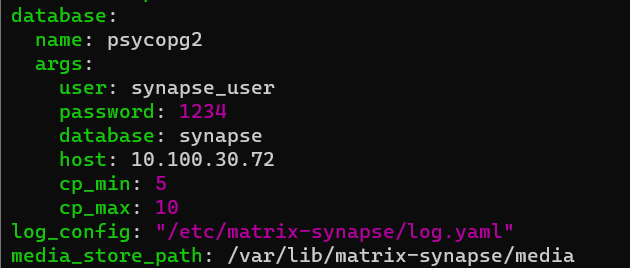 database:
  name: psycopg2
  args:
    user: synapse_user
    password: 1234
    database: synapse
    host: 10.100.30.72
    cp_min: 5
    cp_max: 10
log_config: "/etc/matrix-synapse/log.yaml"
media_store_path: /var/lib/matrix-synapse/media